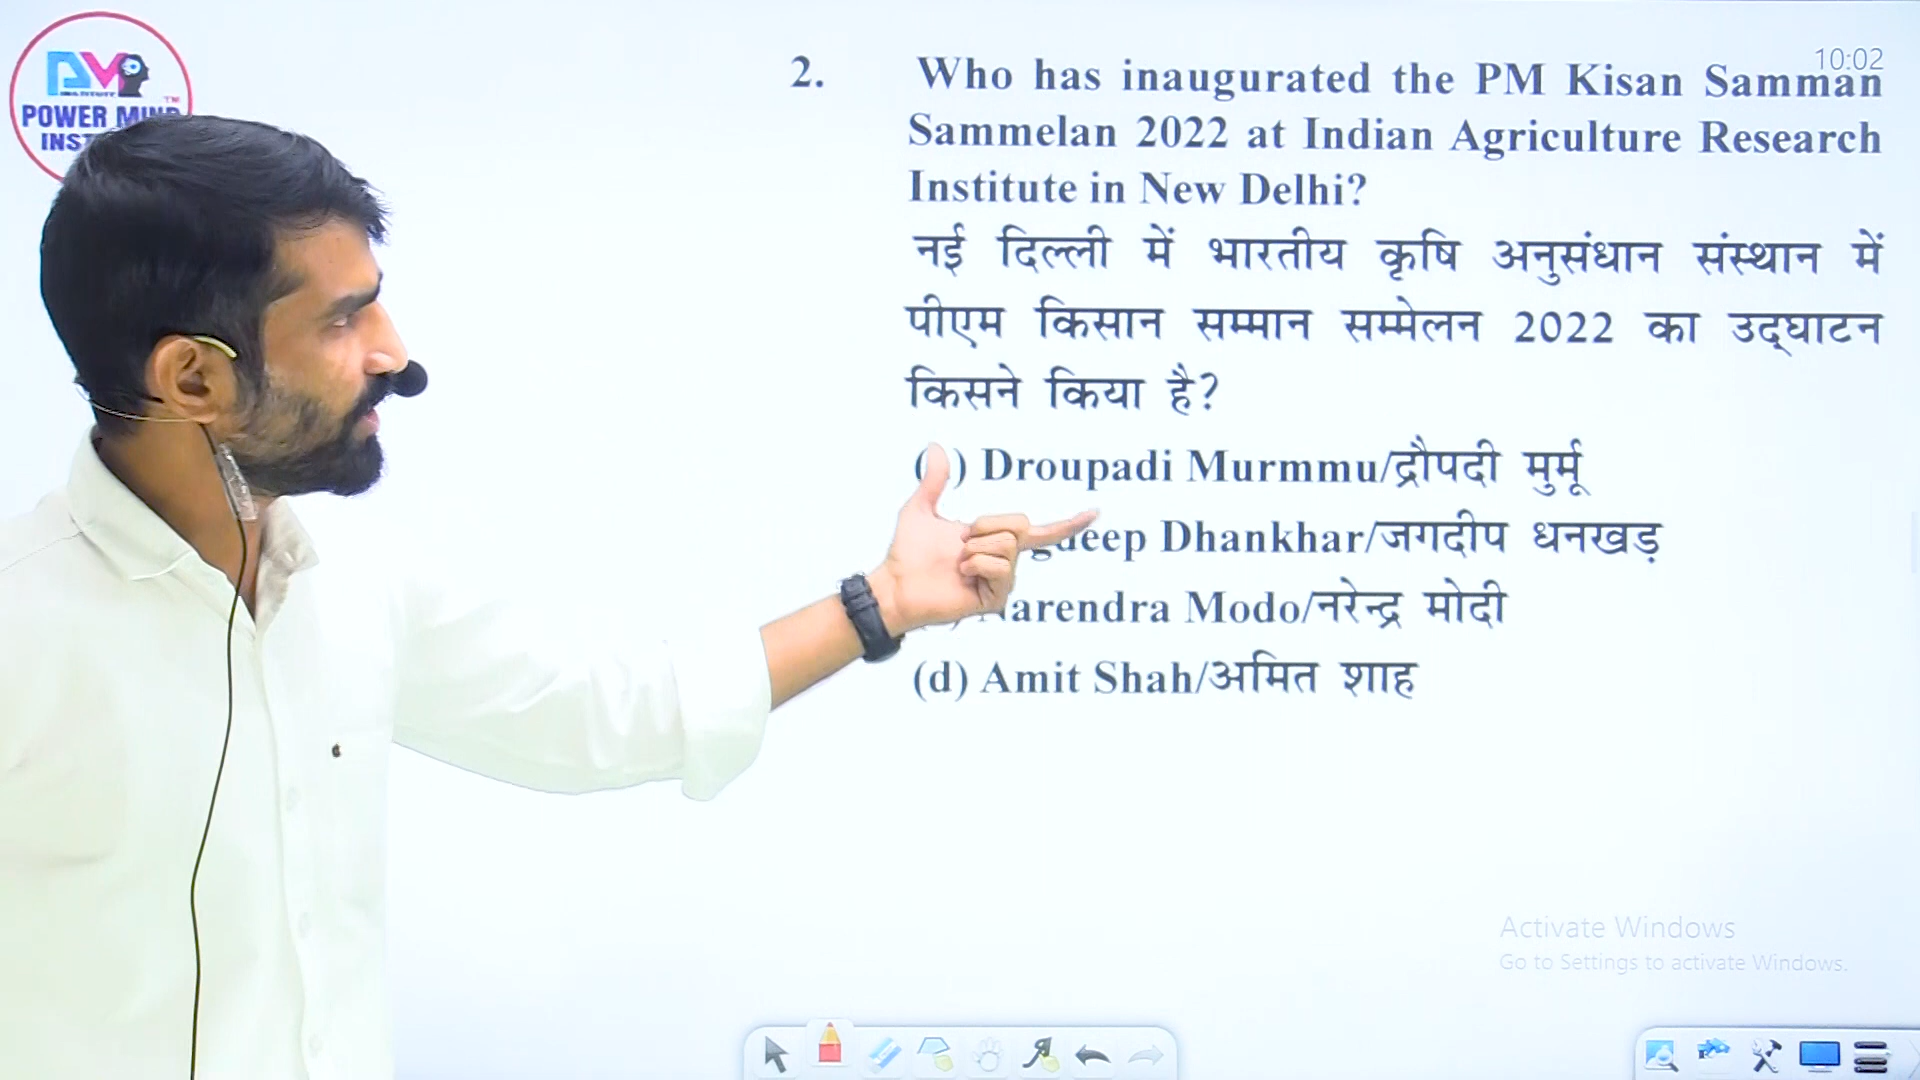 POWER MIND
10:02
2. Who has inaugurated the PM Kisan Samman
Sammelan 2022 at Indian Agriculture Research
Institute in New Delhi?
नई दिल्ली में भारतीय कृषि अनुसंधान संस्थान में
पीएम किसान सम्मान सम्मेलन 2022 का उद्घाटन
किसने किया है?
Droupadi Murmmu/द्रौपदी मुर्मू
Dhankhar/जगदीप धनखड़
Modo/नरेन्द्र मोदी
(d) Amit Shah/अमित शाह
Activate Windows
Go to Settings to activate Windows.